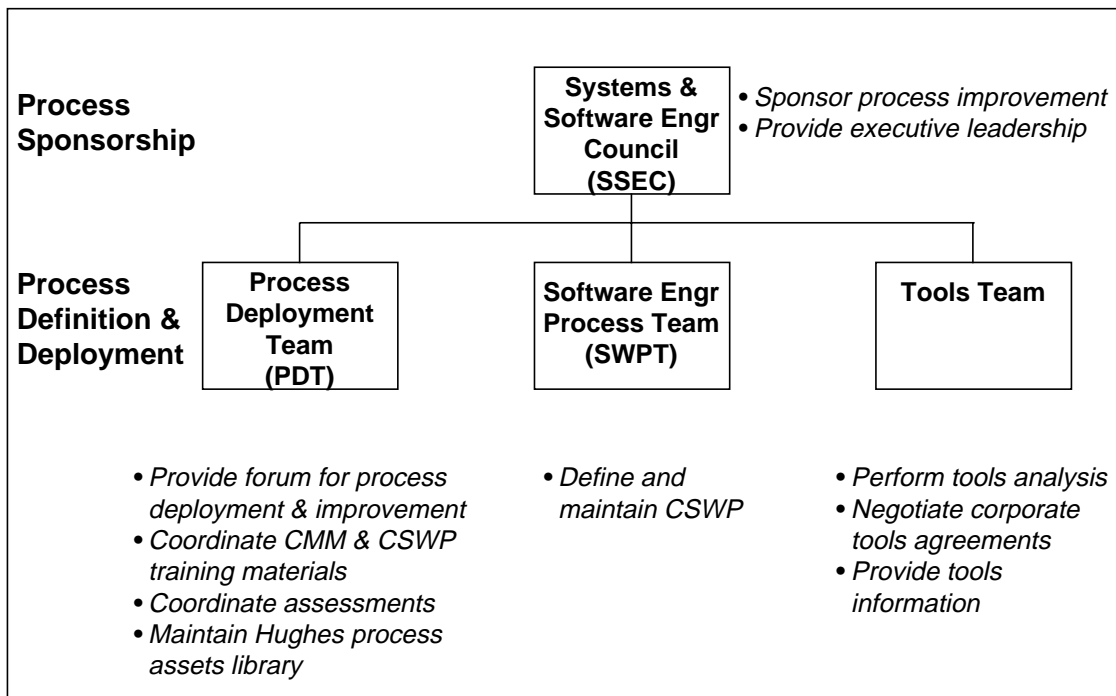 Process
Sponsorship
Systems &
Software Engr
Council
(SSEC)
• Sponsor process improvement
• Provide executive leadership
Process
Definition &
Deployment
Process
Deployment
Team
(PDT)
Software Engr
Process Team
(SWPT)
Tools Team
• Provide forum for process
deployment & improvement
• Coordinate CMM & CSWP
training materials
• Coordinate assessments
• Maintain Hughes process
assets library
• Define and
maintain CSWP
• Perform tools analysis
• Negotiate corporate
tools agreements
• Provide tools
information